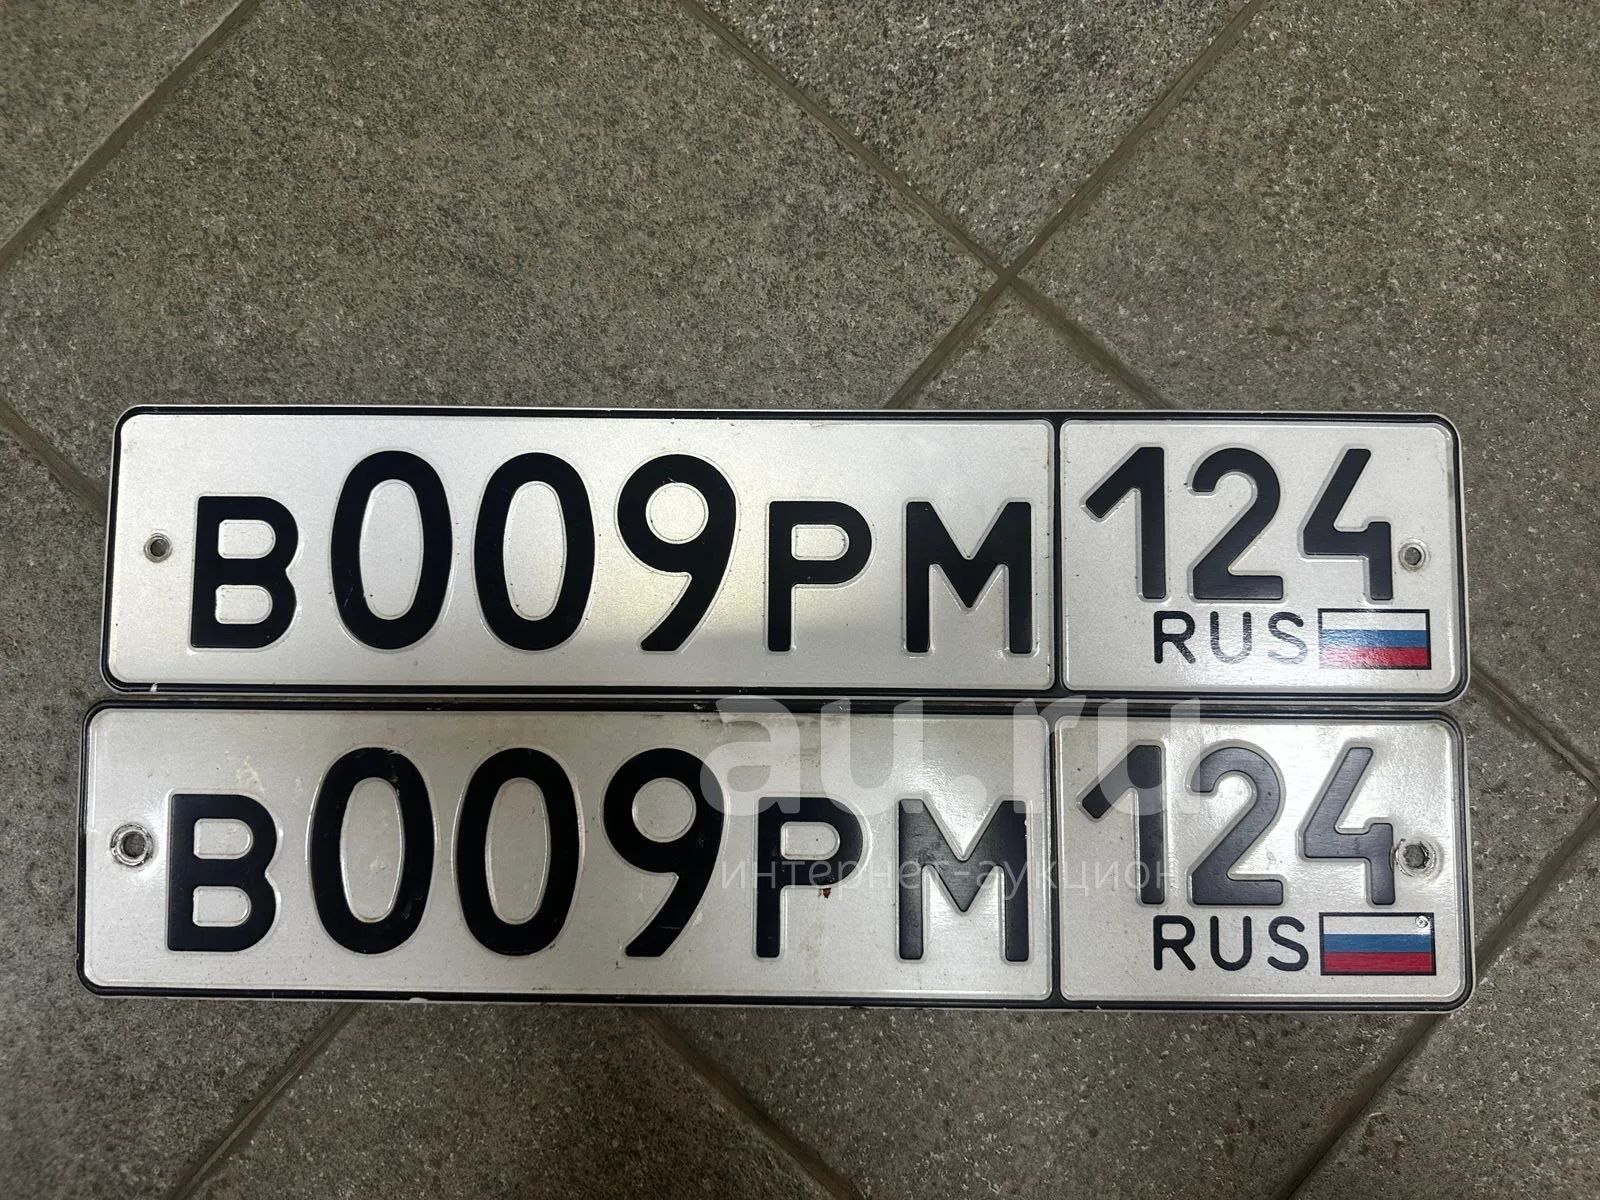 В009РМ 124
RUS
au.ru
интернет-аукцион
В009РМ 124
RUS